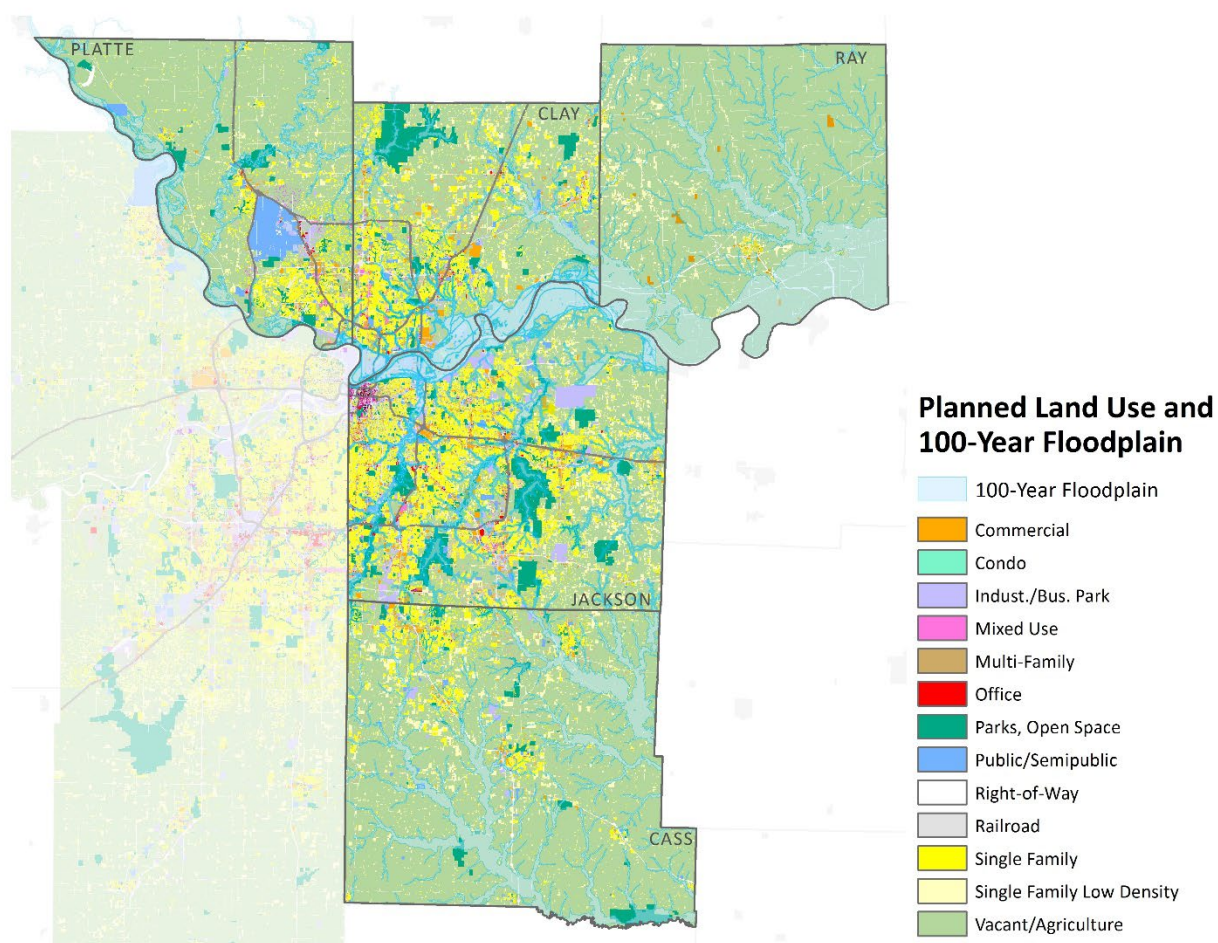 PLATTE
RAY
CLAY
JACKSON
CASS
Planned Land Use and
100-Year Floodplain
100-Year Floodplain
Commercial
Condo
Indust./Bus. Park
Mixed Use
Multi-Family
Office
Parks, Open Space
Public/Semipublic
Right-of-Way
Railroad
Single Family
Single Family Low Density
Vacant/Agriculture